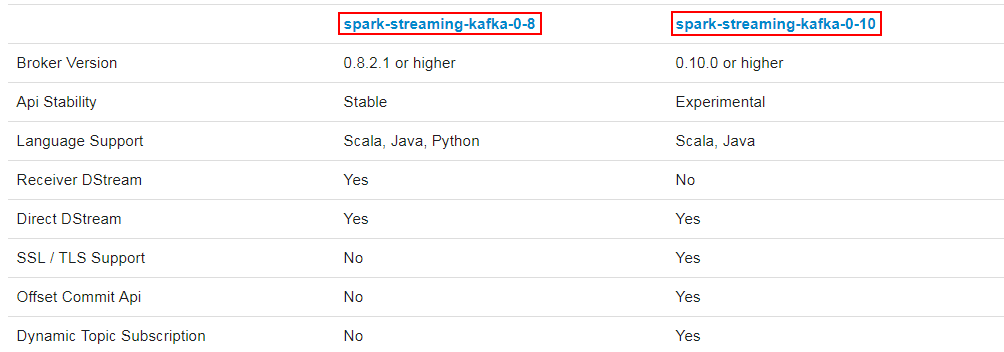 spark-streaming-kafka-0-8 spark-streaming-kafka-0-10
Broker Version 0.8.2.1 or higher 0.10.0 or higher
Api Stability Stable Experimental
Language Support Scala, Java, Python Scala, Java
Receiver DStream Yes No
Direct DStream Yes Yes
SSL / TLS Support No Yes
Offset Commit Api No Yes
Dynamic Topic Subscription No Yes